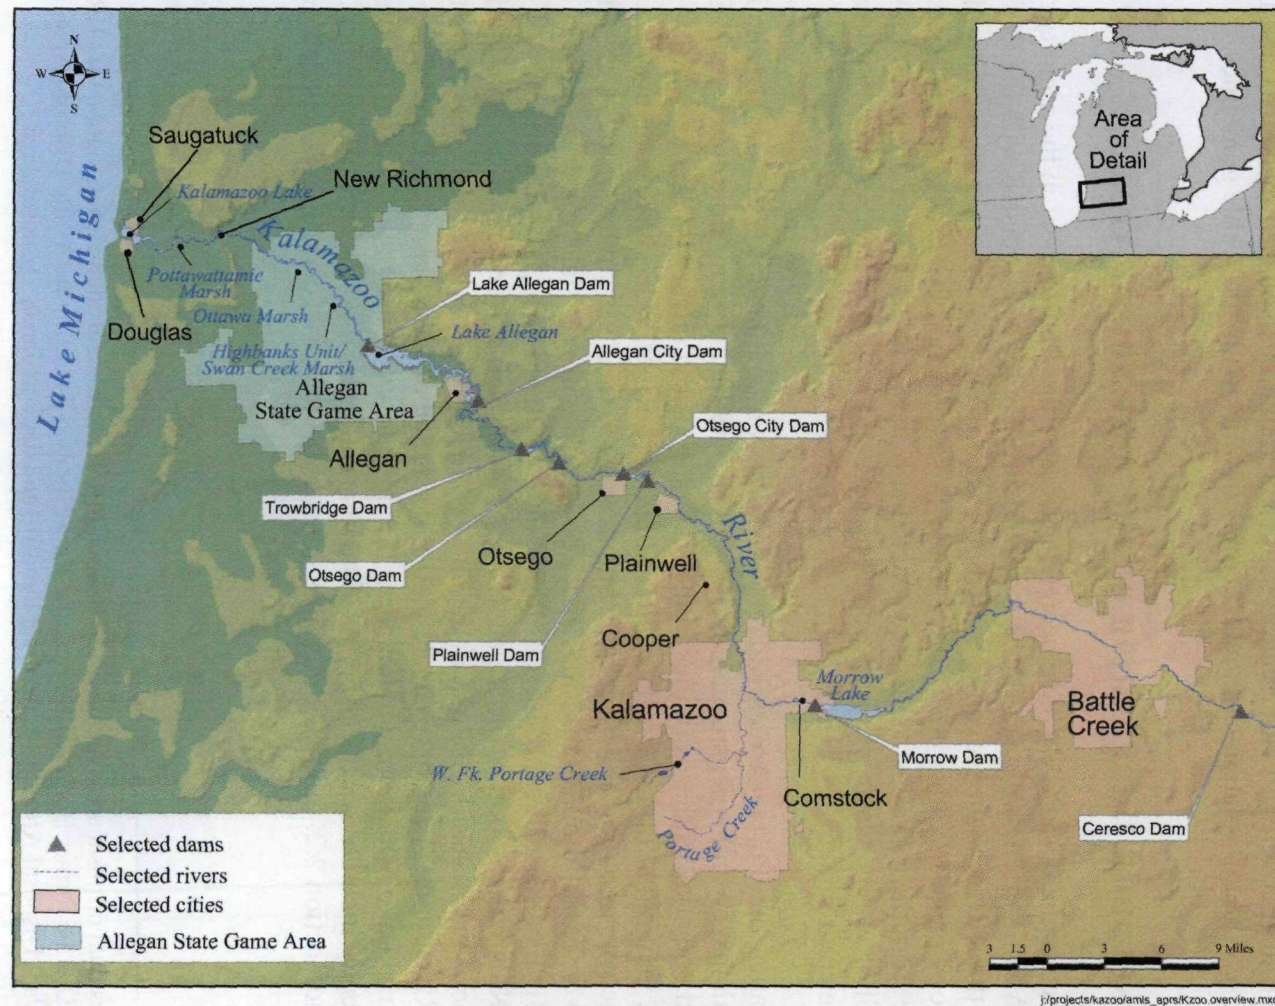 N
W E
S
Saugatuck
Kalamazoo Lake
New Richmond
Lake Michigan
Kalamazoo
Pottawattamie
Marsh
Ottawa Marsh
Douglas
Highbanks Unit/
Swan Creek Marsh
Allegan
State Game Area
Lake Allegan Dam
Lake Allegan
Allegan City Dam
Allegan
Otsego City Dam
Trowbridge Dam
Otsego Dam
Otsego
Plainwell
River
Cooper
Plainwell Dam
Kalamazoo
Morrow
Lake
Battle
Creek
Morrow Dam
W. Fk. Portage Creek
Comstock
Portage Creek
Ceresco Dam
Area
of
Detail
Selected dams
Selected rivers
Selected cities
Allegan State Game Area
3 1.5 0 3 6 9 Miles